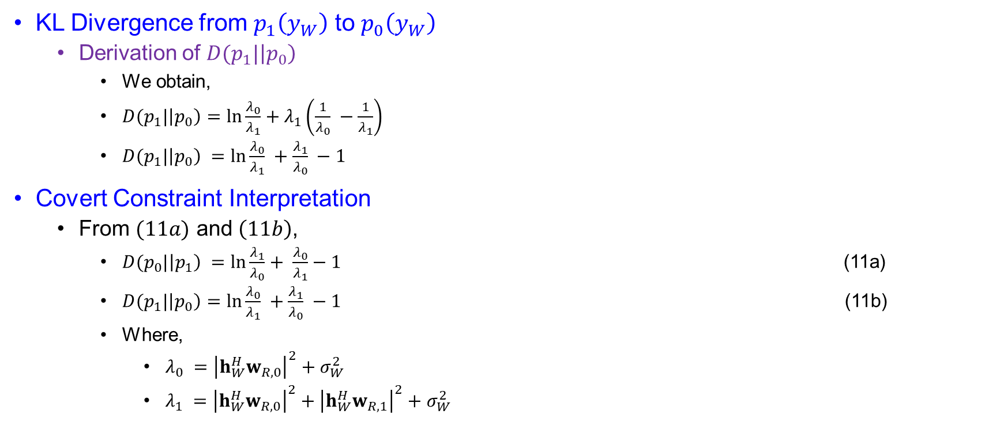 • KL Divergence from $p_1(y_W)$ to $p_0(y_W)$
• Derivation of $D(p_1||p_0)$
• We obtain,
• $D(p_1||p_0) = \ln\frac{\lambda_0}{\lambda_1} + \lambda_1\left(\frac{1}{\lambda_0} - \frac{1}{\lambda_1}\right)$
• $D(p_1||p_0) = \ln\frac{\lambda_0}{\lambda_1} + \frac{\lambda_1}{\lambda_0} - 1$
• Covert Constraint Interpretation
• From $(11a)$ and $(11b)$,
• $D(p_0||p_1) = \ln\frac{\lambda_1}{\lambda_0} + \frac{\lambda_0}{\lambda_1} - 1$ (11a)
• $D(p_1||p_0) = \ln\frac{\lambda_0}{\lambda_1} + \frac{\lambda_1}{\lambda_0} - 1$ (11b)
• Where,
• $\lambda_0 = \left|\mathbf{h}_W^H \mathbf{w}_{R,0}\right|^2 + \sigma_W^2$
• $\lambda_1 = \left|\mathbf{h}_W^H \mathbf{w}_{R,0}\right|^2 + \left|\mathbf{h}_W^H \mathbf{w}_{R,1}\right|^2 + \sigma_W^2$